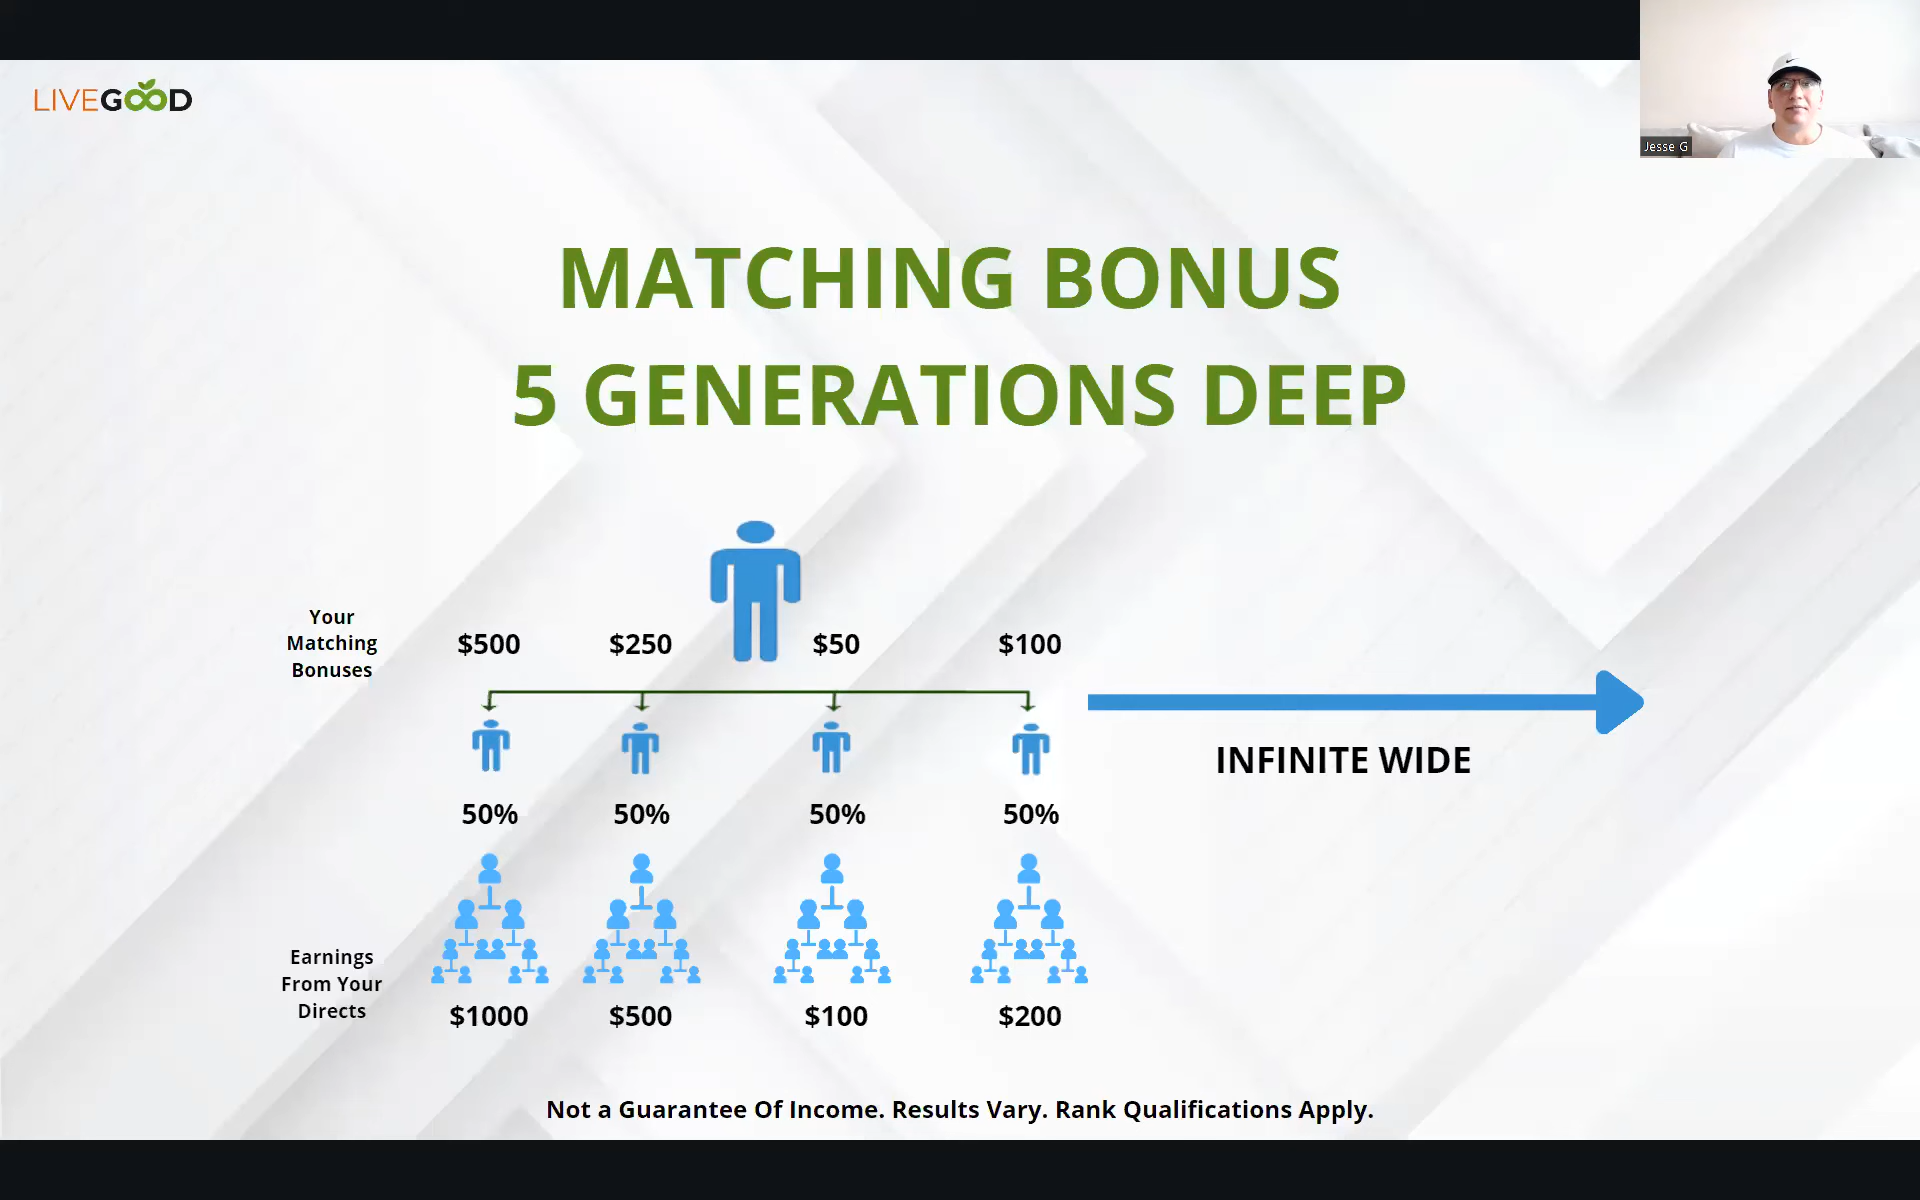 LIVEGOOD
Jesse G
MATCHING BONUS
5 GENERATIONS DEEP
Your
Matching
Bonuses
$500 $250 $50 $100
INFINITE WIDE
50% 50% 50% 50%
Earnings
From Your
Directs
$1000 $500 $100 $200
Not a Guarantee Of Income. Results Vary. Rank Qualifications Apply.